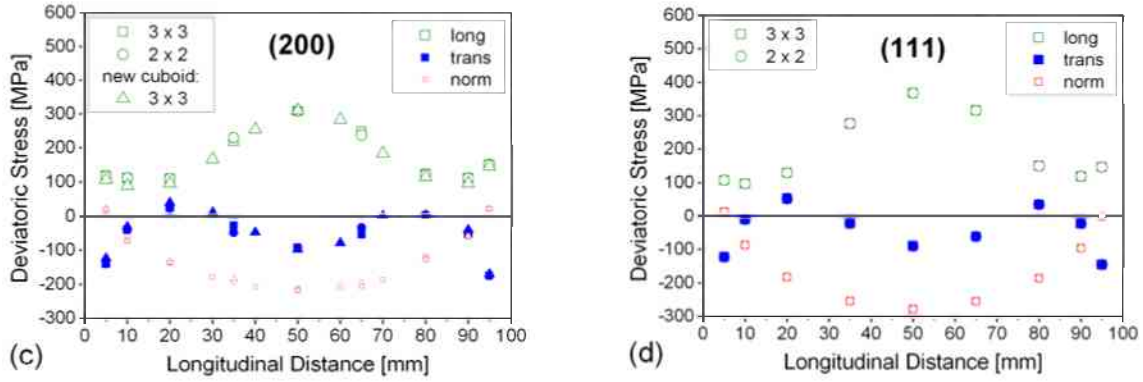 600
500
400
300
200
100
0
-100
-200
-300
Deviatoric Stress [MPa]
3 x 3
2 x 2
new cuboid:
3 x 3
(200)
long
trans
norm
0 10 20 30 40 50 60 70 80 90 100
Longitudinal Distance [mm]
(c)
600
500
400
300
200
100
0
-100
-200
-300
Deviatoric Stress [MPa]
3 x 3
2 x 2
(111)
long
trans
norm
0 10 20 30 40 50 60 70 80 90 100
Longitudinal Distance [mm]
(d)